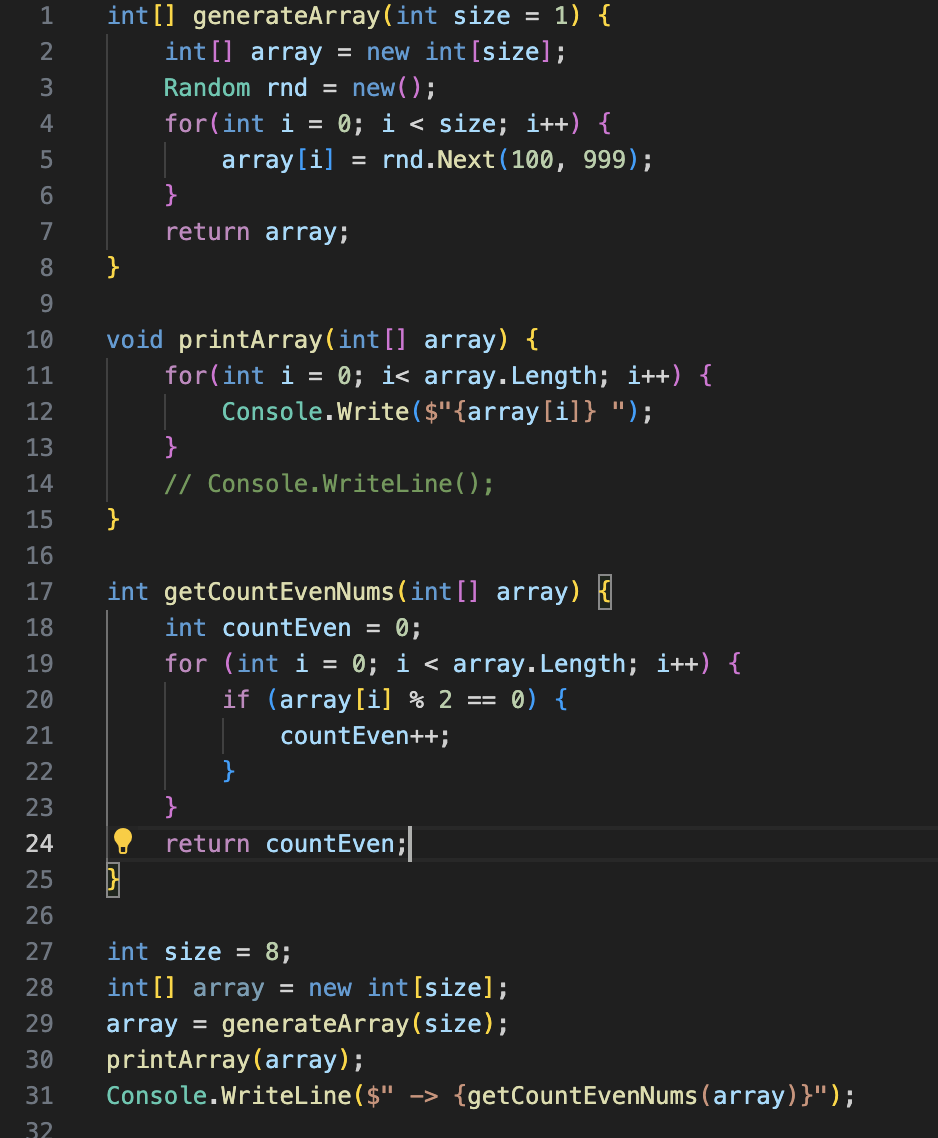 1 int[] generateArray(int size = 1) {
2 int[] array = new int[size];
3 Random rnd = new();
4 for(int i = 0; i < size; i++) {
5 array[i] = rnd.Next(100, 999);
6 }
7 return array;
8 }
9
10 void printArray(int[] array) {
11 for(int i = 0; i< array.Length; i++) {
12 Console.Write($"{array[i]} ");
13 }
14 // Console.WriteLine();
15 }
16
17 int getCountEvenNums(int[] array) {
18 int countEven = 0;
19 for (int i = 0; i < array.Length; i++) {
20 if (array[i] % 2 == 0) {
21 countEven++;
22 }
23 }
24 return countEven;
25 }
26
27 int size = 8;
28 int[] array = new int[size];
29 array = generateArray(size);
30 printArray(array);
31 Console.WriteLine($" -> {getCountEvenNums(array)}");
32